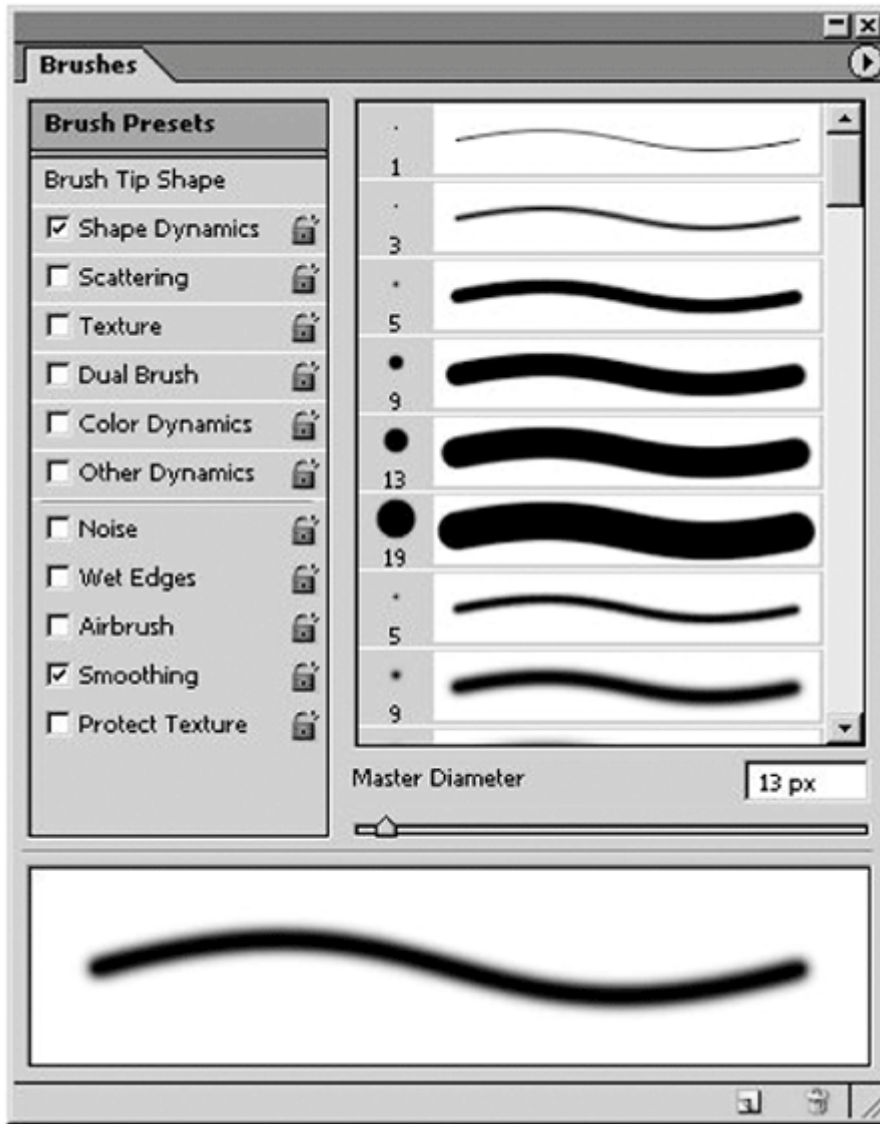 Brushes
Brush Presets
Brush Tip Shape
Shape Dynamics
Scattering
Texture
Dual Brush
Color Dynamics
Other Dynamics
Noise
Wet Edges
Airbrush
Smoothing
Protect Texture
1
3
5
9
13
19
5
9
Master Diameter
13 px